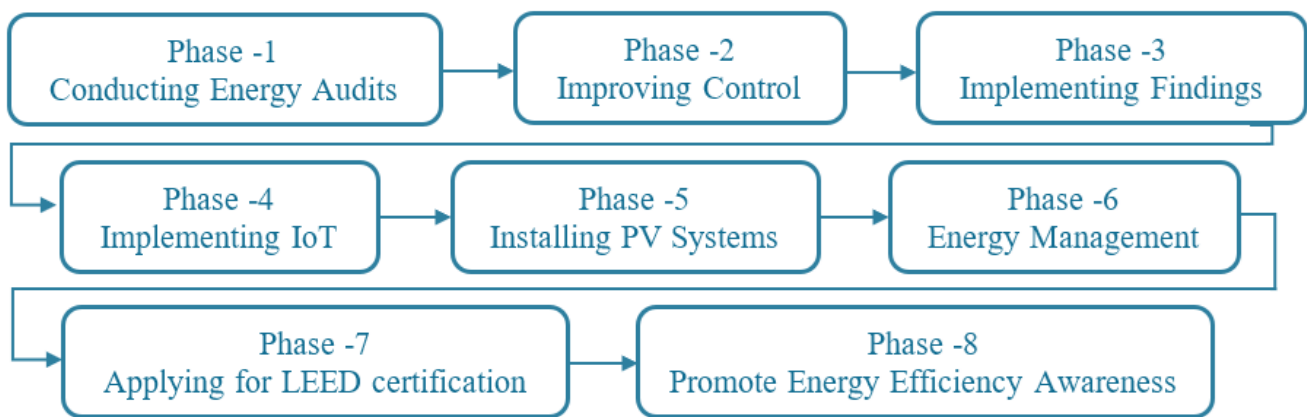 Phase -1
Conducting Energy Audits
Phase -2
Improving Control
Phase -3
Implementing Findings
Phase -4
Implementing IoT
Phase -5
Installing PV Systems
Phase -6
Energy Management
Phase -7
Applying for LEED certification
Phase -8
Promote Energy Efficiency Awareness